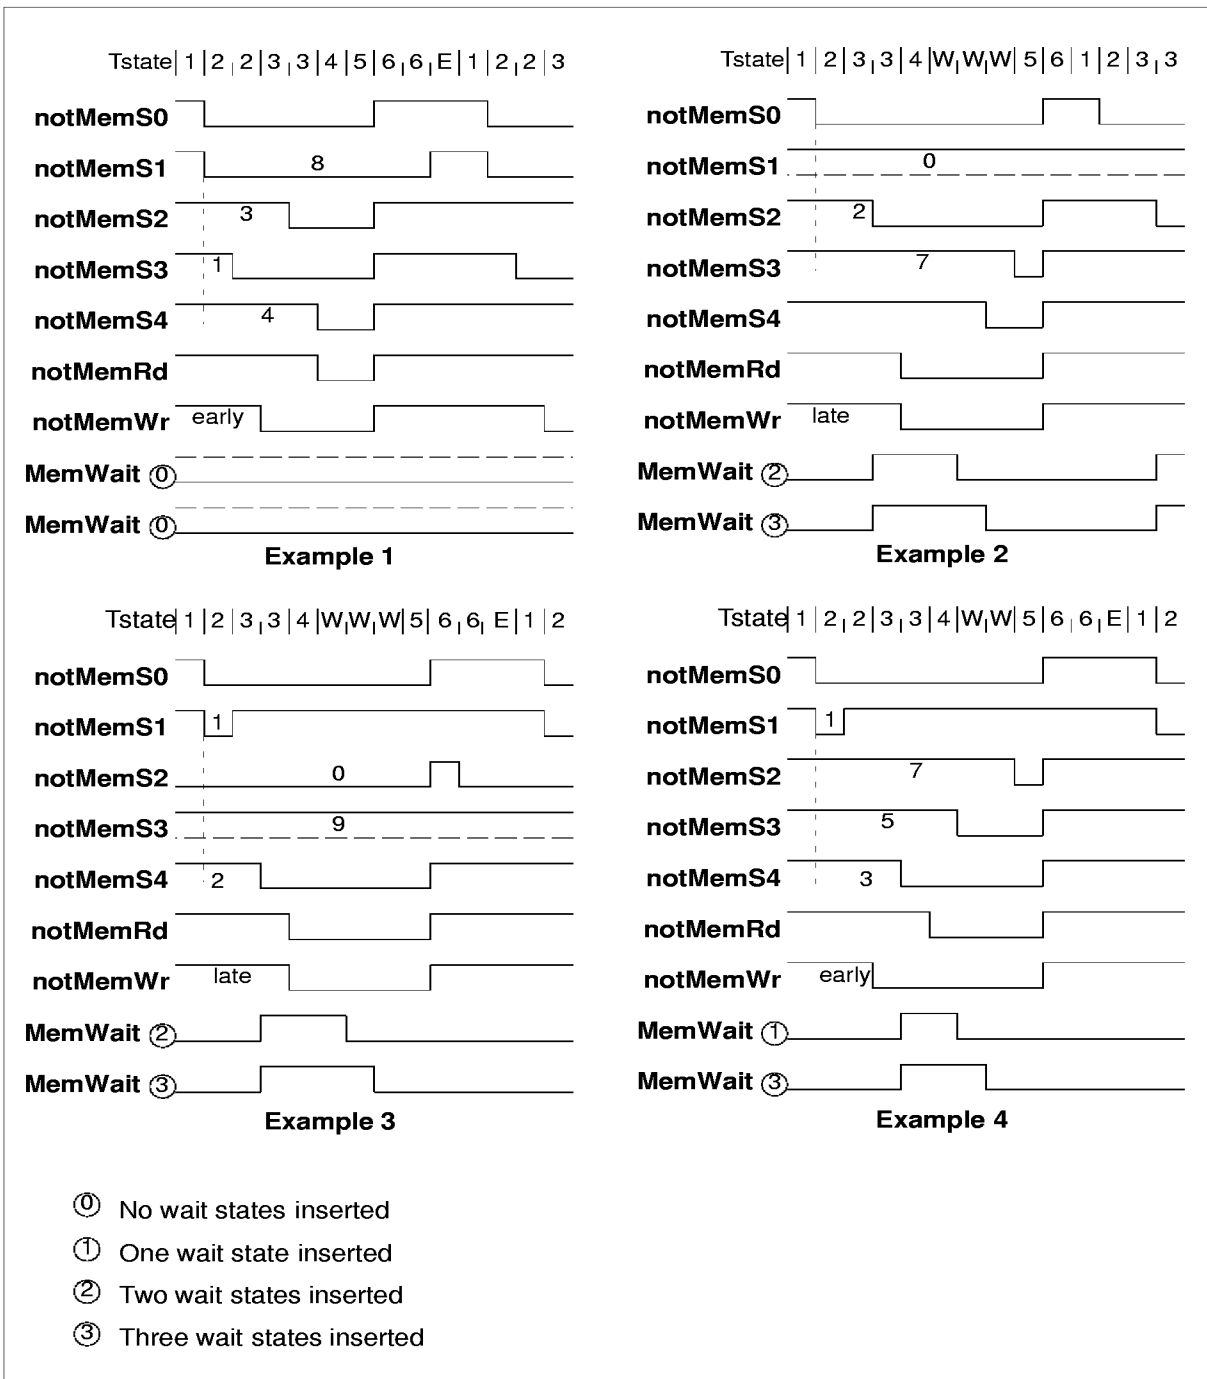 Tstate|1|2|2|3|3|4|5|6|6|E|1|2|2|3
notMemS0
notMemS1 8
notMemS2 3
notMemS3 1
notMemS4 4
notMemRd
notMemWr early
MemWait 0
MemWait 0
Example 1
Tstate|1|2|3|3|4|W|W|W|5|6|1|2|3|3
notMemS0
notMemS1 0
notMemS2 2
notMemS3 7
notMemS4
notMemRd
notMemWr late
MemWait 2
MemWait 3
Example 2
Tstate|1|2|3|3|4|W|W|W|5|6|6|E|1|2
notMemS0
notMemS1 1
notMemS2 0
notMemS3 9
notMemS4 2
notMemRd
notMemWr late
MemWait 2
MemWait 3
Example 3
Tstate|1|2|2|3|3|4|W|W|5|6|6|E|1|2
notMemS0
notMemS1 1
notMemS2 7
notMemS3 5
notMemS4 3
notMemRd
notMemWr early
MemWait 1
MemWait 3
Example 4
0 No wait states inserted
1 One wait state inserted
2 Two wait states inserted
3 Three wait states inserted